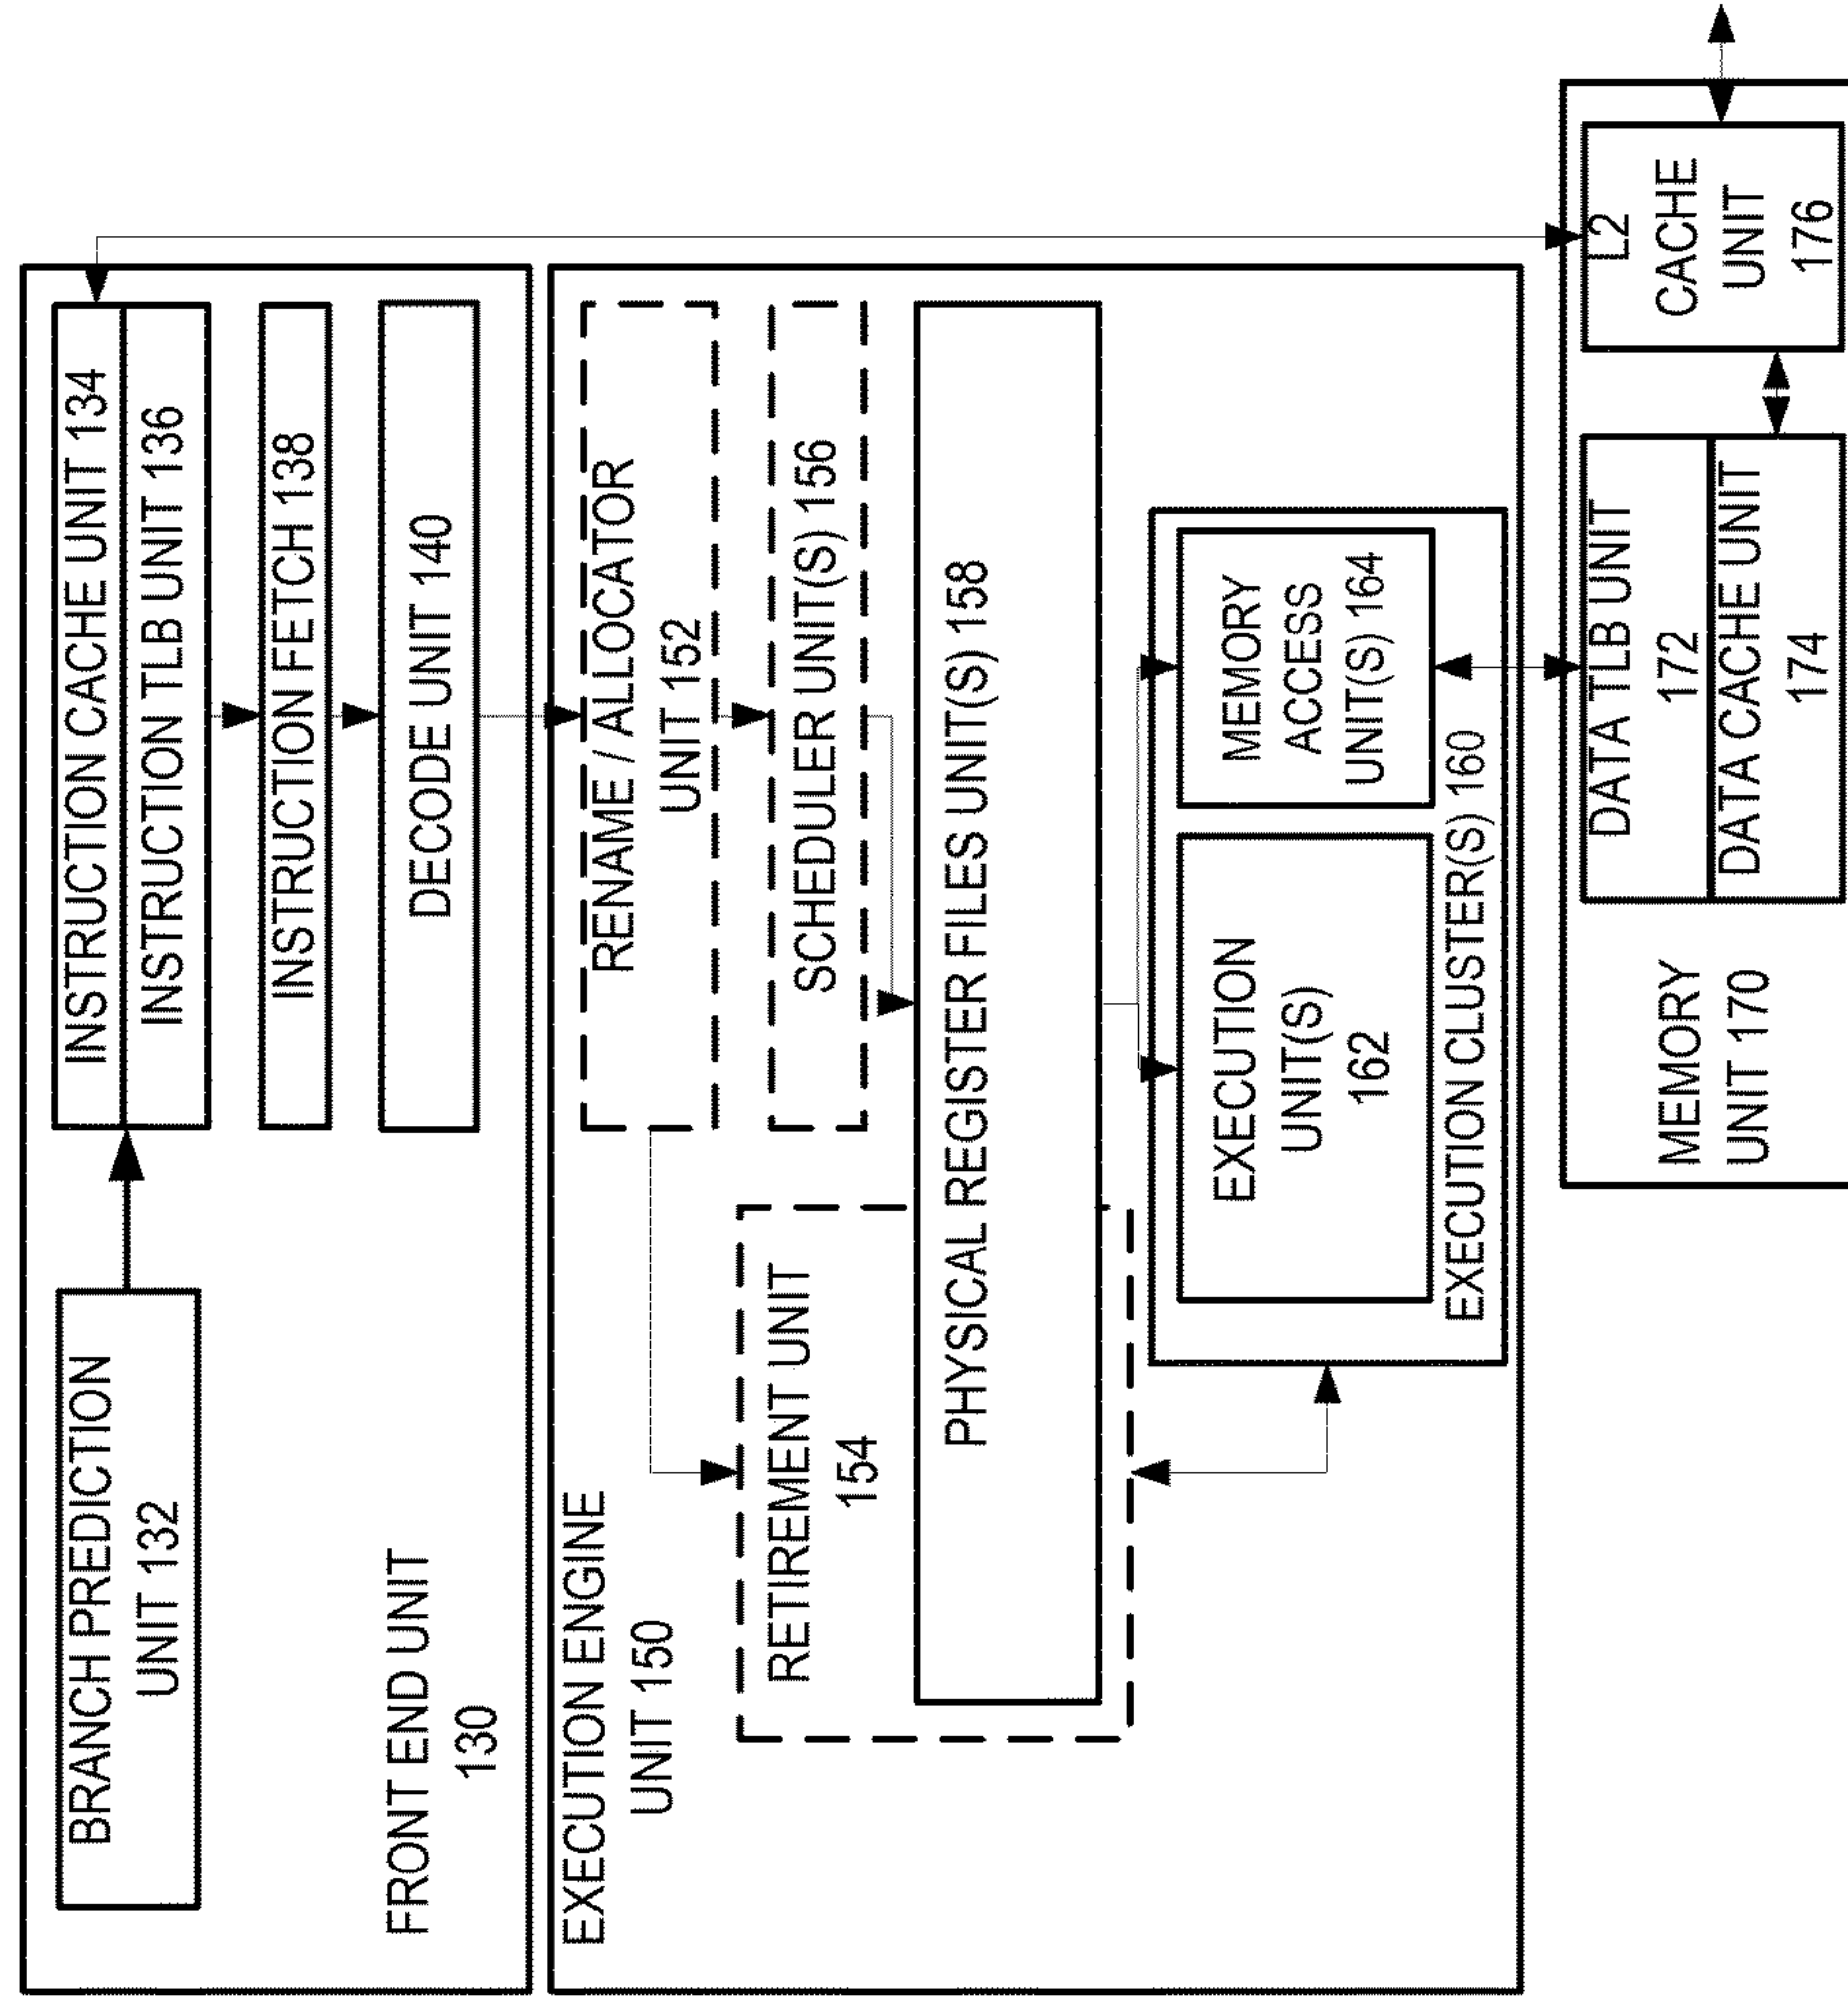 BRANCH PREDICTION
UNIT 132
INSTRUCTION CACHE UNIT 134
INSTRUCTION TLB UNIT 136
INSTRUCTION FETCH 138
DECODE UNIT 140
FRONT END UNIT
130
EXECUTION ENGINE
UNIT 150
RENAME / ALLOCATOR
UNIT 152
RETIREMENT UNIT
154
SCHEDULER UNIT(S) 156
PHYSICAL REGISTER FILES UNIT(S) 158
EXECUTION
UNIT(S)
162
MEMORY
ACCESS
UNIT(S) 164
EXECUTION CLUSTER(S) 160
MEMORY
UNIT 170
DATA TLB UNIT
172
DATA CACHE UNIT
174
L2
CACHE
UNIT
176